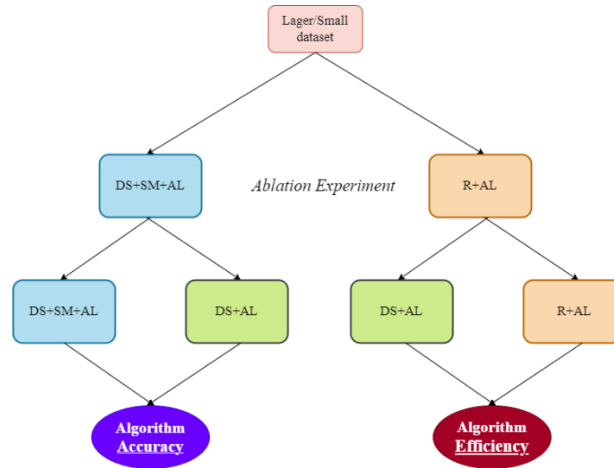 Lager/Small
dataset
DS+SM+AL
Ablation Experiment
R+AL
DS+SM+AL
DS+AL
DS+AL
R+AL
Algorithm
Accuracy
Algorithm
Efficiency